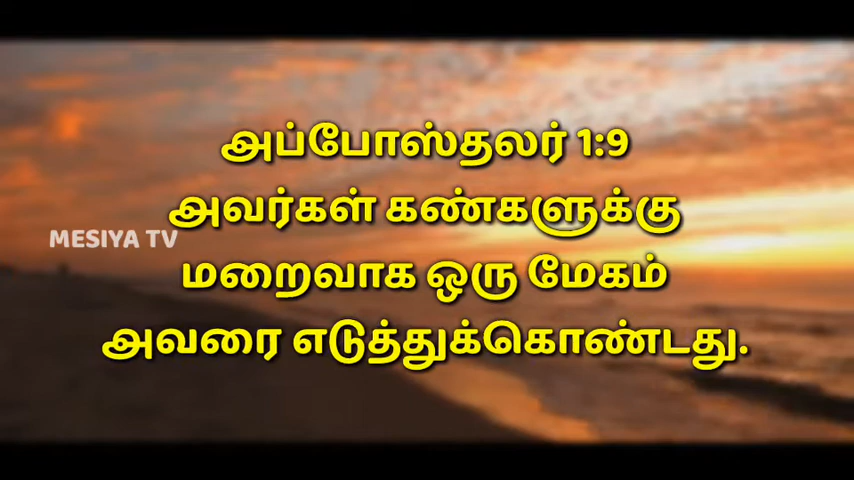 அப்போஸ்தலர் 1:9
அவர்கள் கண்களுக்கு
MESIYA TV
மறைவாக ஒரு மேகம்
அவரை எடுத்துக்கொண்டது.